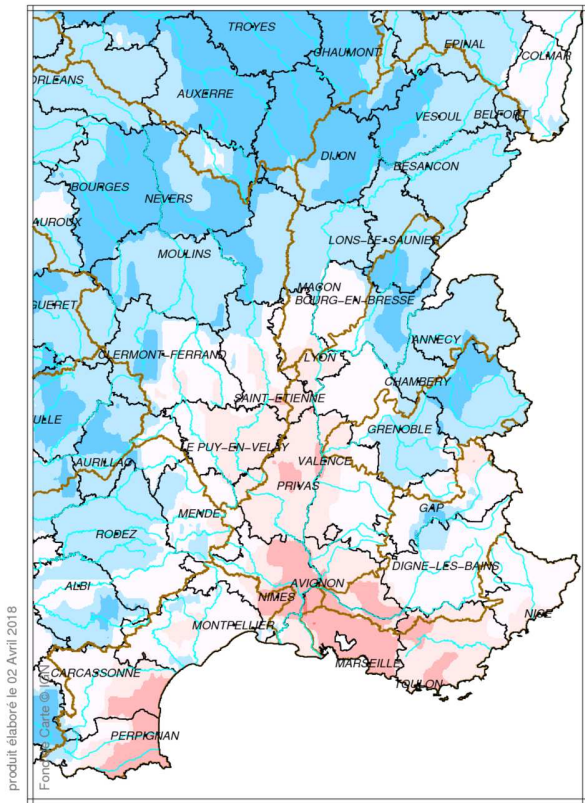 TROYES
CHAUMONT
EPINAL
COLMAR
ORLEANS
AUXERRE
VESOUL
BELFORT
DIJON
BESANCON
BOURGES
NEVERS
AUROUX
LONS-LE-SAUNIER
MOULINS
MACON
BOURG-EN-BRESSE
GUERET
ANNECY
CLERMONT-FERRAND
LYON
CHAMBERY
SAINT-ETIENNE
ULLE
GRENOBLE
LE PUY-EN-VELAY
AURILLAC
VALENCE
PRIVAS
MENDE
GAP
RODEZ
DIGNE-LES-BAINS
ALBI
AVIGNON
NIMES
NICE
MONTPELLIER
MARSEILLE
CARCASSONNE
TOULON
PERPIGNAN
produit élaboré le 02 Avril 2018
Fond de Carte © IGN